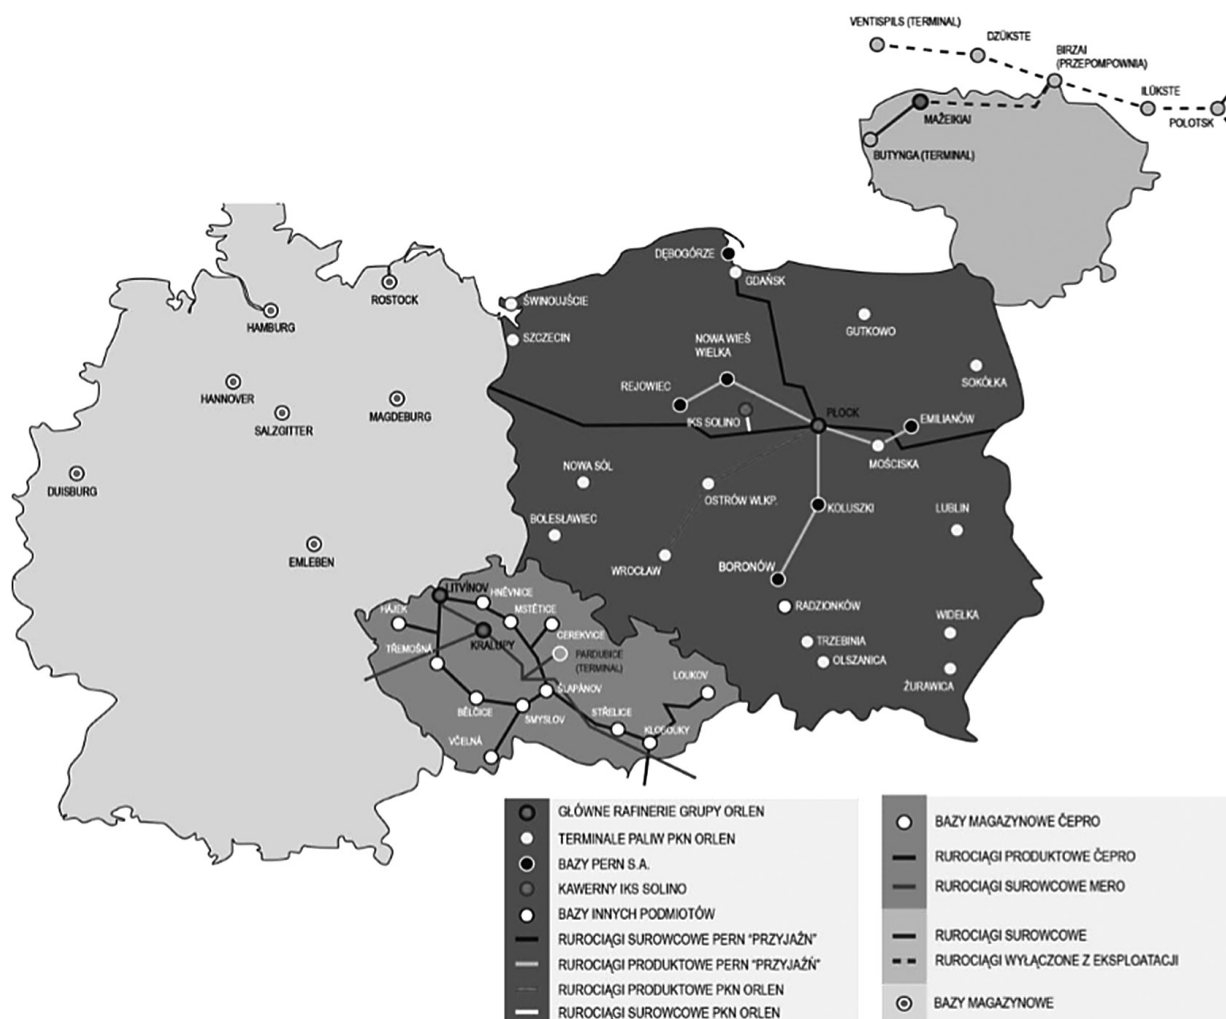 VENTISPILS (TERMINAL)
DZŪKSTE
BIRZAI
(PRZEPOMPOWNIA)
ILŪKSTE
POLOTSK
MAŽEIKIAI
BUTYNGA (TERMINAL)
DĘBOGÓRZE
GDAŃSK
ROSTOCK
ŚWINOUJŚCIE
HAMBURG
SZCZECIN
GUTKOWO
NOWA WIEŚ
WIELKA
REJOWIEC
SOKÓŁKA
HANNOVER
MAGDEBURG
SALZGITTER
IKS SOLINO
PŁOCK
EMILIANÓW
MOŚCISKA
DUISBURG
NOWA SÓL
OSTRÓW WLKP.
KOLUSZKI
LUBLIN
BOLESŁAWIEC
EMLEBEN
WROCŁAW
BORONÓW
LITVÍNOV
HNĚVNICE
HÁJEK
MSTĚTICE
RADZIONKÓW
WIDEŁKA
CEREKVICE
KRALUPY
TŘEMOŠNÁ
PARDUBICE
(TERMINAL)
TRZEBINIA
OLSZANICA
LOUKOV
ŻURAWICA
ŠLAPÁNOV
BĚLČICE
SMYSLOV
STŘELICE
KLOBOUKY
VČELNÁ
GŁÓWNE RAFINERIE GRUPY ORLEN
TERMINALE PALIW PKN ORLEN
BAZY PERN S.A.
KAWERNY IKS SOLINO
BAZY INNYCH PODMIOTÓW
RUROCIĄGI SUROWCOWE PERN "PRZYJAŹŃ"
RUROCIĄGI PRODUKTOWE PERN "PRZYJAŹŃ"
RUROCIĄGI PRODUKTOWE PKN ORLEN
RUROCIĄGI SUROWCOWE PKN ORLEN
BAZY MAGAZYNOWE ČEPRO
RUROCIĄGI PRODUKTOWE ČEPRO
RUROCIĄGI SUROWCOWE MERO
RUROCIĄGI SUROWCOWE
RUROCIĄGI WYŁĄCZONE Z EKSPLOATACJI
BAZY MAGAZYNOWE